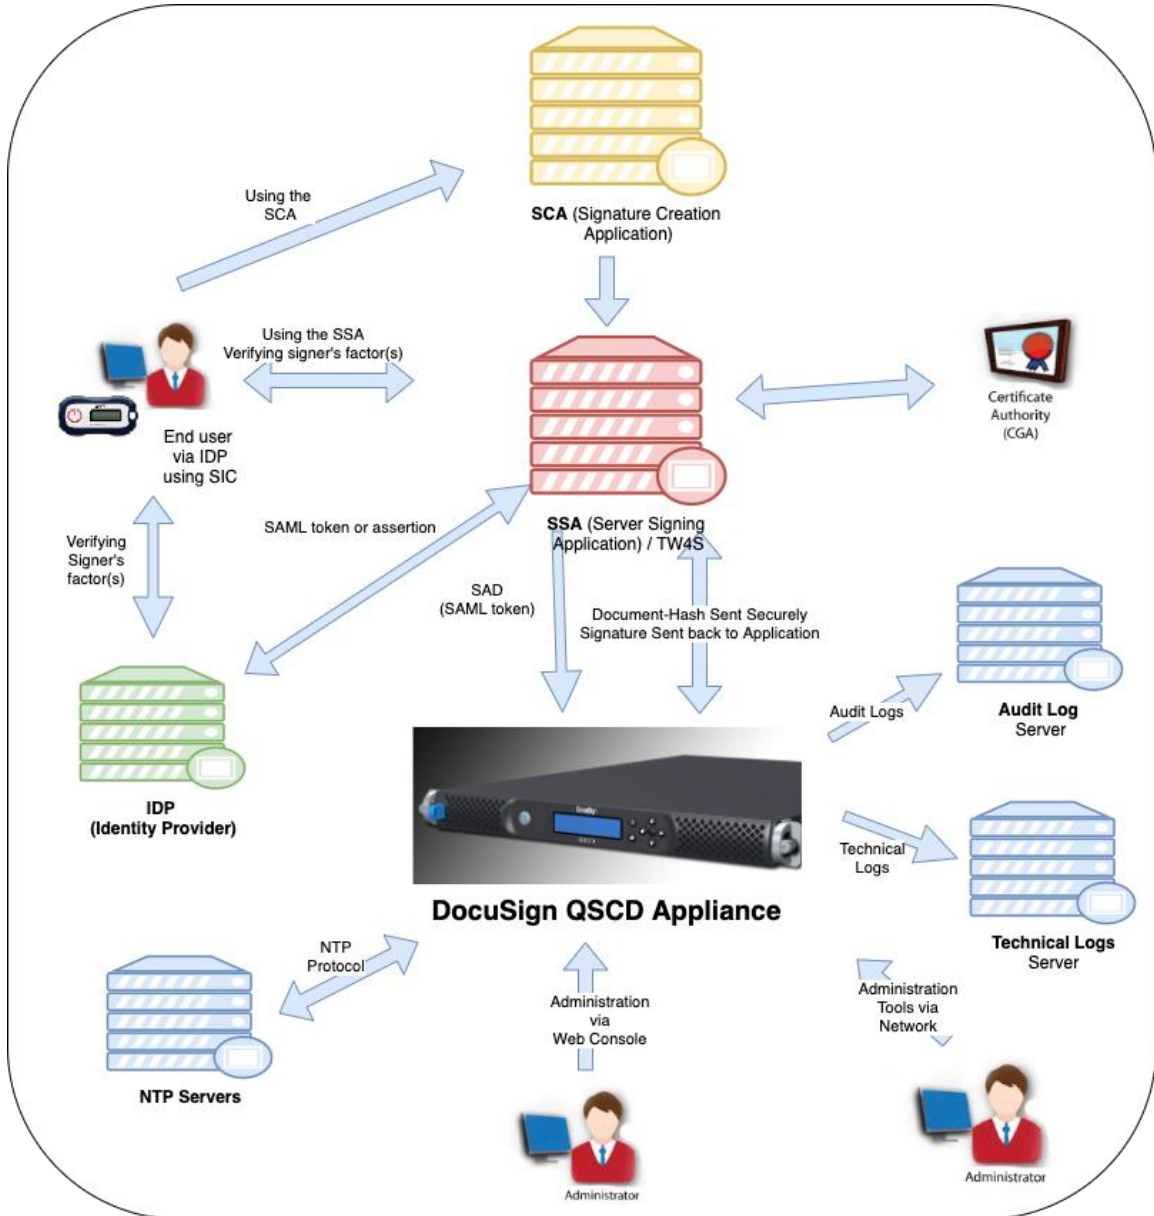 SCA (Signature Creation
Application)
Using the
SCA
Using the SSA
Verifying signer's factor(s)
End user
via IDP
using SIC
Certificate
Authority
(CGA)
SSA (Server Signing
Application) / TW4S
SAML token or assertion
Verifying
Signer's
factor(s)
SAD
(SAML token)
Document-Hash Sent Securely
Signature Sent back to Application
IDP
(Identity Provider)
Audit Logs
Audit Log
Server
Technical
Logs
Technical Logs
Server
DocuSign
DocuSign QSCD Appliance
NTP
Protocol
NTP Servers
Administration
via
Web Console
Administration
Tools via
Network
Administrator
Administrator